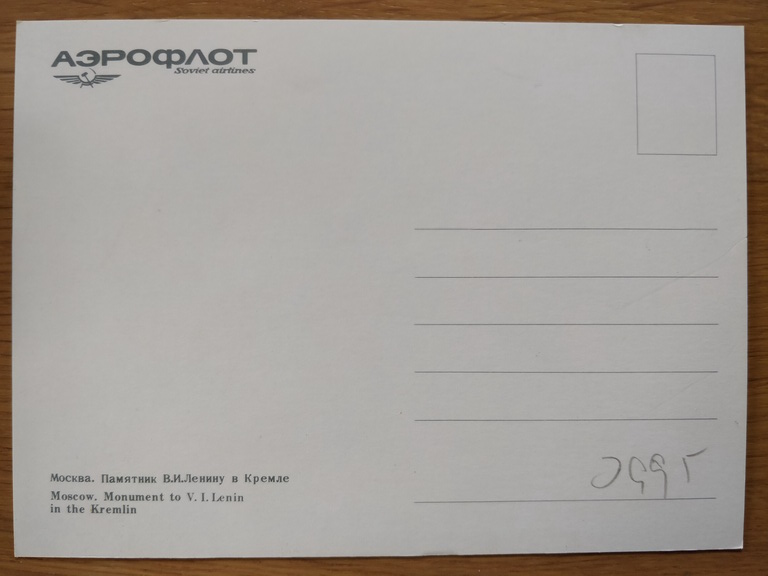 АЭРОФЛОТ
Soviet airlines
Москва. Памятник В.И.Ленину в Кремле
Moscow. Monument to V. I. Lenin
in the Kremlin